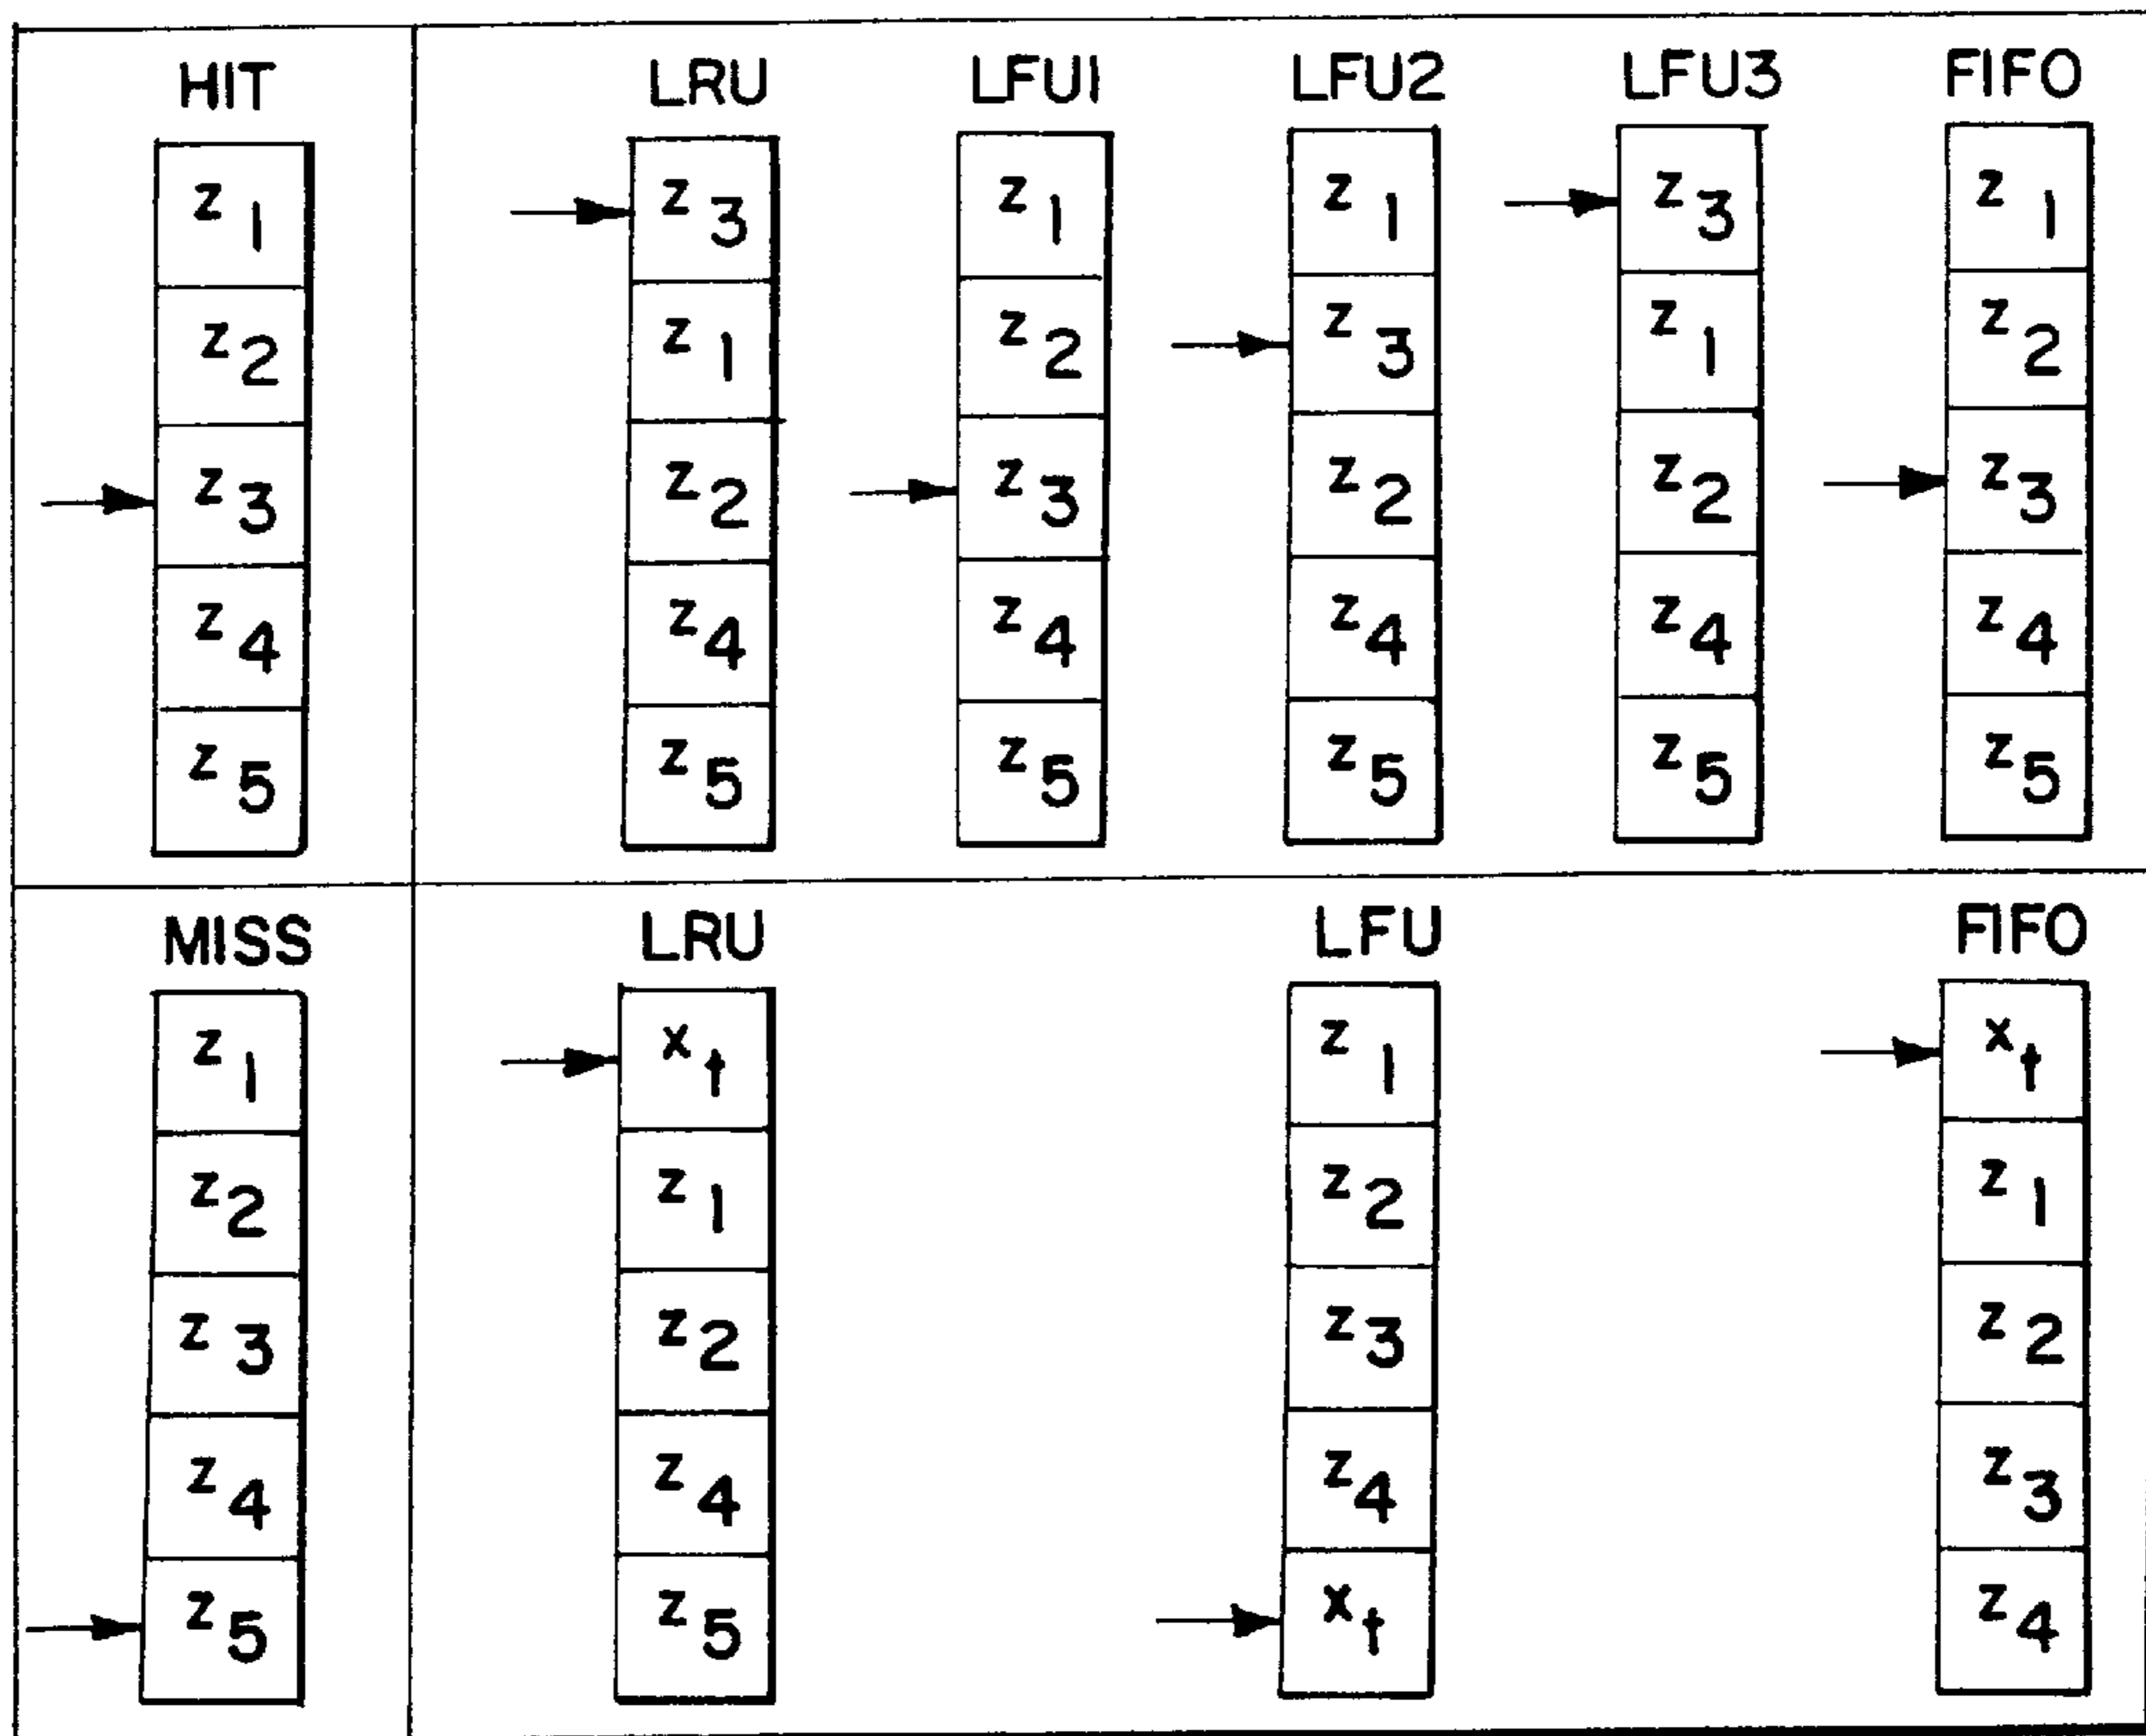 HIT LRU LFU1 LFU2 LFU3 FIFO
z1 z3 z1 z1 z3 z1
z2 z1 z2 z3 z1 z2
z3 z2 z3 z2 z2 z3
z4 z4 z4 z4 z4 z4
z5 z5 z5 z5 z5 z5
MISS LRU LFU FIFO
z1 xt z1 xt
z2 z1 z2 z1
z3 z2 z3 z2
z4 z4 z4 z3
z5 z5 xt z4